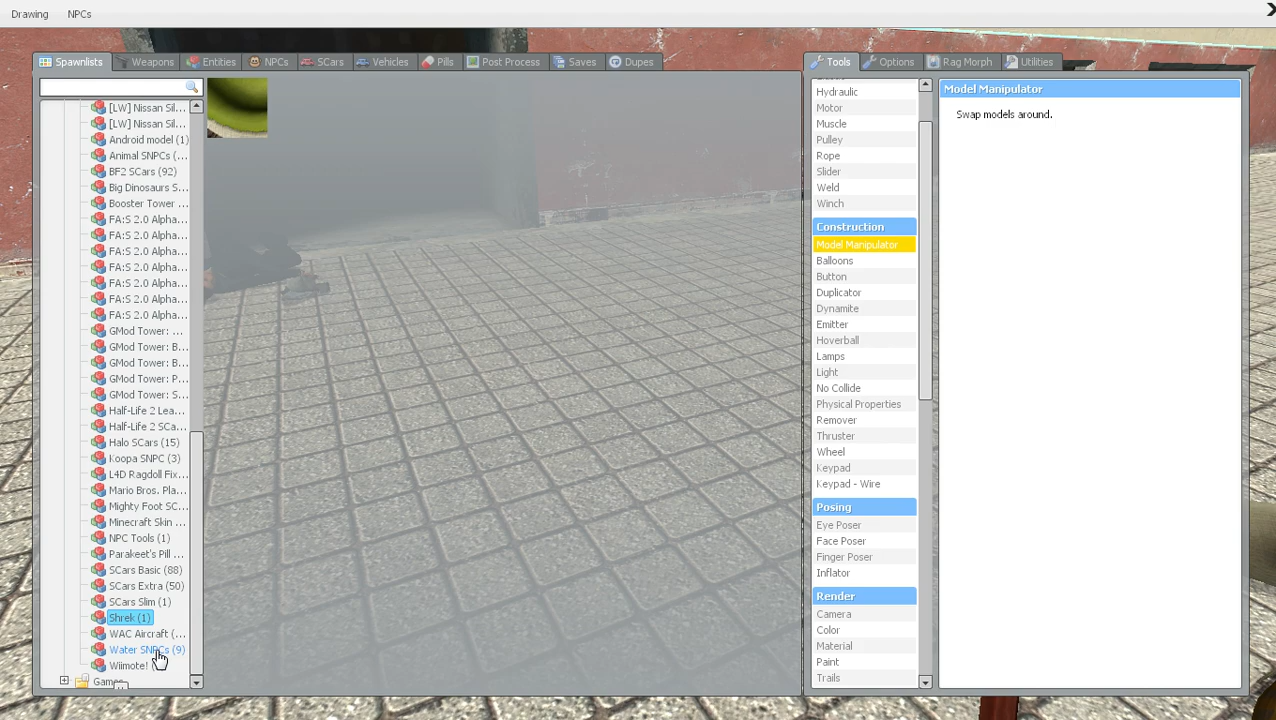 Drawing NPCs
Spawnlists Weapons Entities NPCs SCars Vehicles Pills Post Process Saves Dupes
Tools Options Rag Morph Utilities
[LW] Nissan Sil...
[LW] Nissan Sil...
Android model (1)
Animal SNPCs (...
BF2 SCars (92)
Big Dinosaurs S...
Booster Tower ...
FA:S 2.0 Alpha...
FA:S 2.0 Alpha...
FA:S 2.0 Alpha...
FA:S 2.0 Alpha...
FA:S 2.0 Alpha...
FA:S 2.0 Alpha...
FA:S 2.0 Alpha...
GMod Tower: ...
GMod Tower: B...
GMod Tower: B...
GMod Tower: P...
GMod Tower: S...
Half-Life 2 Lea...
Half-Life 2 SCa...
Halo SCars (15)
Koopa SNPC (3)
L4D Ragdoll Fix...
Mario Bros. Pla...
Mighty Foot SC...
Minecraft Skin ...
NPC Tools (1)
Parakeet's Pill ...
SCars Basic (88)
SCars Extra (50)
SCars Slim (1)
Shrek (1)
WAC Aircraft (...
Water SNPCs (9)
Wiimote!
Games
Hydraulic
Motor
Muscle
Pulley
Rope
Slider
Weld
Winch
Construction
Model Manipulator
Balloons
Button
Duplicator
Dynamite
Emitter
Hoverball
Lamps
Light
No Collide
Physical Properties
Remover
Thruster
Wheel
Keypad
Keypad - Wire
Posing
Eye Poser
Face Poser
Finger Poser
Inflator
Render
Camera
Color
Material
Paint
Trails
Model Manipulator
Swap models around.